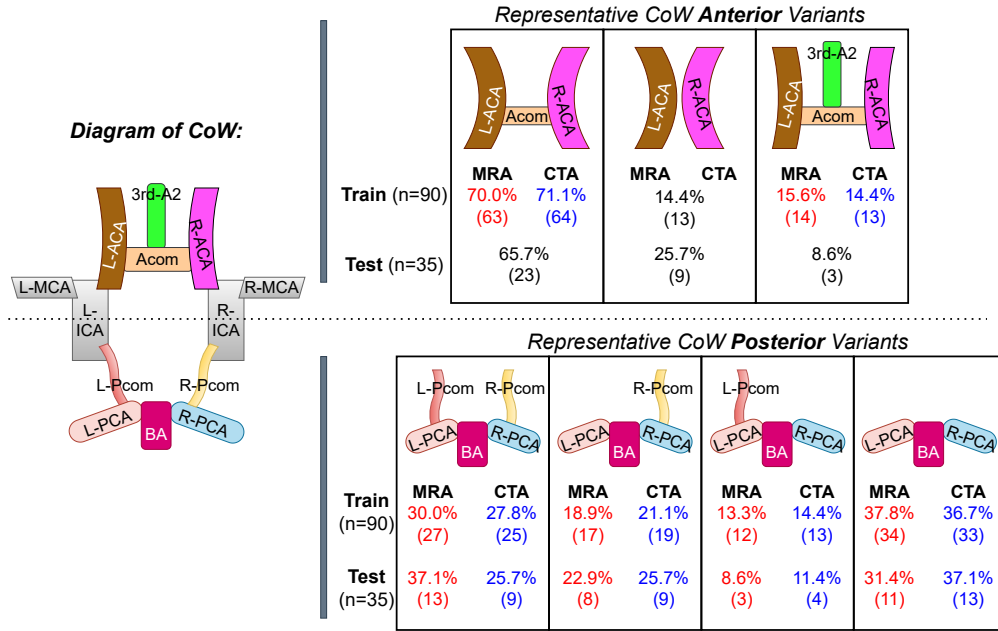 Representative CoW Anterior Variants
Diagram of CoW:
L-ACA
Acom
R-ACA
L-ACA
R-ACA
3rd-A2
L-ACA
Acom
R-ACA
MRA CTA MRA CTA MRA CTA
Train (n=90) 70.0% 71.1% 14.4% 15.6% 14.4%
(63) (64) (13) (14) (13)
Test (n=35) 65.7% 25.7% 8.6%
(23) (9) (3)
3rd-A2
L-ACA
R-ACA
Acom
L-MCA
R-MCA
L-
ICA
R-
ICA
L-Pcom
R-Pcom
L-PCA
BA
R-PCA
Representative CoW Posterior Variants
L-Pcom R-Pcom R-Pcom L-Pcom
L-PCA BA R-PCA L-PCA BA R-PCA L-PCA BA R-PCA L-PCA BA R-PCA
MRA CTA MRA CTA MRA CTA MRA CTA
Train 30.0% 27.8% 18.9% 21.1% 13.3% 14.4% 37.8% 36.7%
(n=90) (27) (25) (17) (19) (12) (13) (34) (33)
Test 37.1% 25.7% 22.9% 25.7% 8.6% 11.4% 31.4% 37.1%
(n=35) (13) (9) (8) (9) (3) (4) (11) (13)